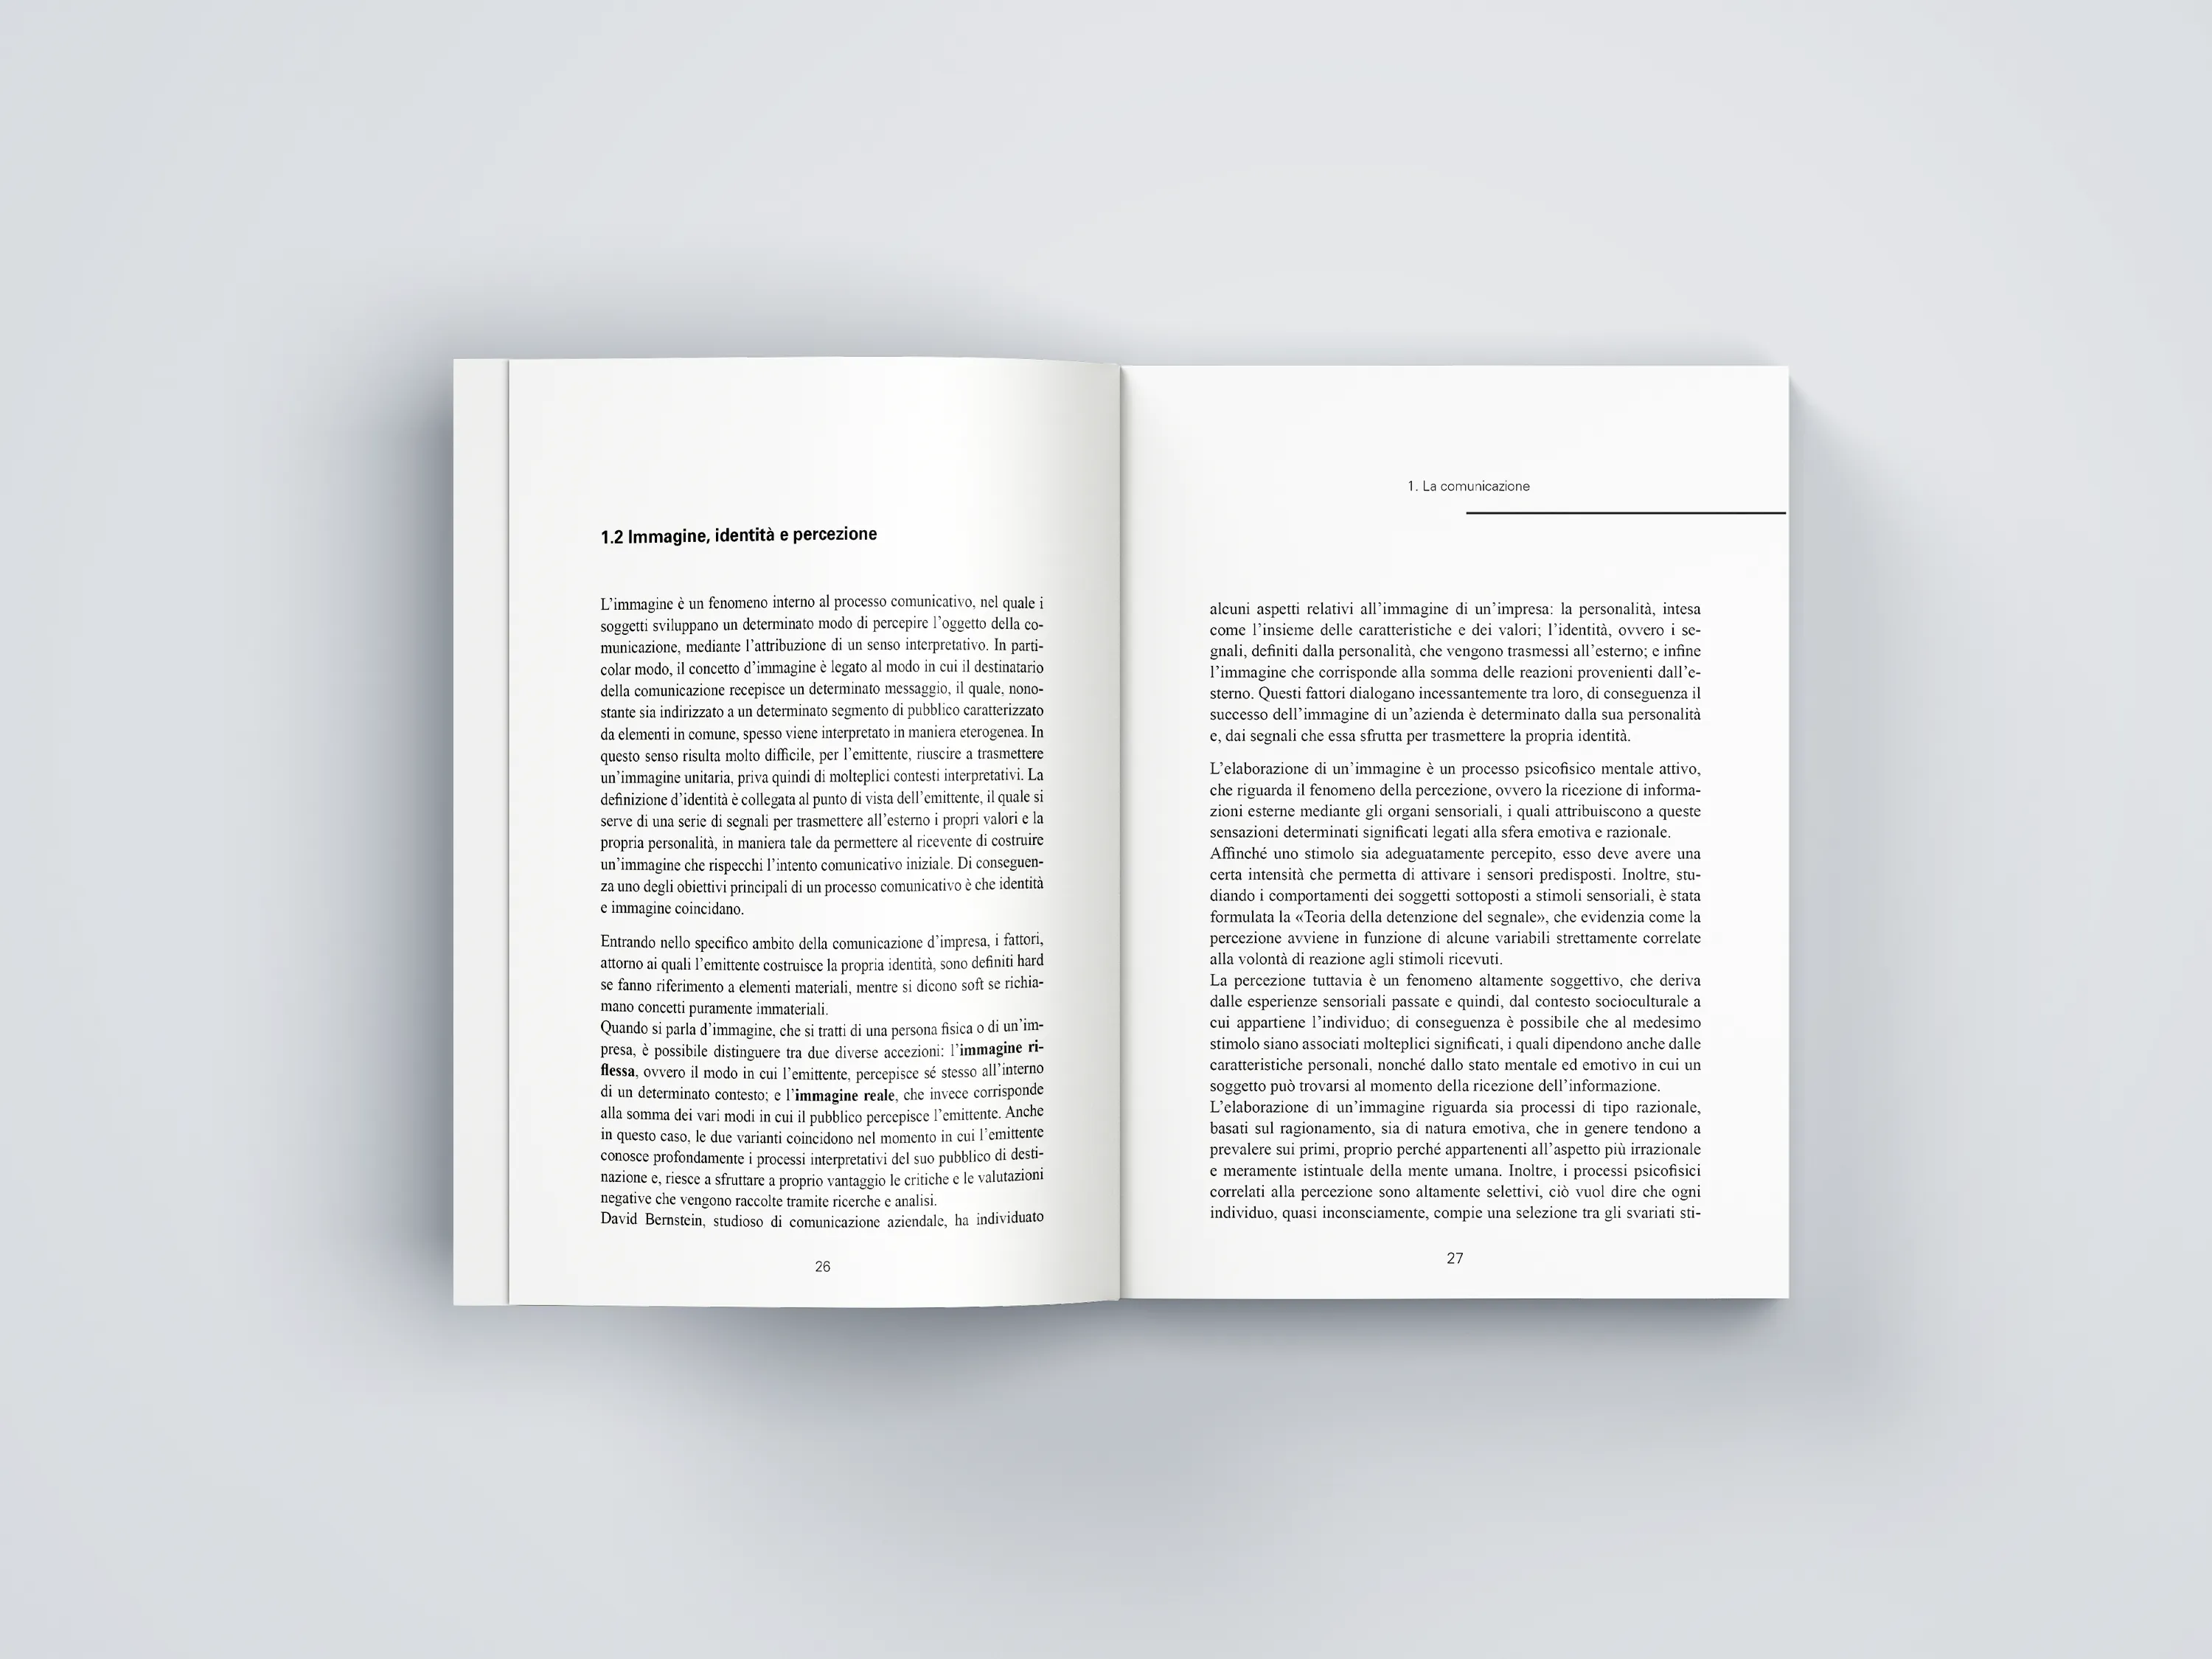 1.2 Immagine, identità e percezione
L’immagine è un fenomeno interno al processo comunicativo, nel quale i
soggetti sviluppano un determinato modo di percepire l’oggetto della co-
municazione, mediante l’attribuzione di un senso interpretativo. In parti-
colar modo, il concetto d’immagine è legato al modo in cui il destinatario
della comunicazione recepisce un determinato messaggio, il quale, nono-
stante sia indirizzato a un determinato segmento di pubblico caratterizzato
da elementi in comune, spesso viene interpretato in maniera eterogenea. In
questo senso risulta molto difficile, per l’emittente, riuscire a trasmettere
un’immagine unitaria, priva quindi di molteplici contesti interpretativi. La
definizione d’identità è collegata al punto di vista dell’emittente, il quale si
serve di una serie di segnali per trasmettere all’esterno i propri valori e la
propria personalità, in maniera tale da permettere al ricevente di costruire
un’immagine che rispecchi l’intento comunicativo iniziale. Di conseguen-
za uno degli obiettivi principali di un processo comunicativo è che identità
e immagine coincidano.
Entrando nello specifico ambito della comunicazione d’impresa, i fattori,
attorno ai quali l’emittente costruisce la propria identità, sono definiti hard
se fanno riferimento a elementi materiali, mentre si dicono soft se richia-
mano concetti puramente immateriali.
Quando si parla d’immagine, che si tratti di una persona fisica o di un’im-
presa, è possibile distinguere tra due diverse accezioni: l’immagine ri-
flessa, ovvero il modo in cui l’emittente, percepisce sé stesso all’interno
di un determinato contesto; e l’immagine reale, che invece corrisponde
alla somma dei vari modi in cui il pubblico percepisce l’emittente. Anche
in questo caso, le due varianti coincidono nel momento in cui l’emittente
conosce profondamente i processi interpretativi del suo pubblico di desti-
nazione e, riesce a sfruttare a proprio vantaggio le critiche e le valutazioni
negative che vengono raccolte tramite ricerche e analisi.
David Bernstein, studioso di comunicazione aziendale, ha individuato
26
1. La comunicazione
alcuni aspetti relativi all’immagine di un’impresa: la personalità, intesa
come l’insieme delle caratteristiche e dei valori; l’identità, ovvero i se-
gnali, definiti dalla personalità, che vengono trasmessi all’esterno; e infine
l’immagine che corrisponde alla somma delle reazioni provenienti dall’e-
sterno. Questi fattori dialogano incessantemente tra loro, di conseguenza il
successo dell’immagine di un’azienda è determinato dalla sua personalità
e, dai segnali che essa sfrutta per trasmettere la propria identità.
L’elaborazione di un’immagine è un processo psicofisico mentale attivo,
che riguarda il fenomeno della percezione, ovvero la ricezione di informa-
zioni esterne mediante gli organi sensoriali, i quali attribuiscono a queste
sensazioni determinati significati legati alla sfera emotiva e razionale.
Affinché uno stimolo sia adeguatamente percepito, esso deve avere una
certa intensità che permetta di attivare i sensori predisposti. Inoltre, stu-
diando i comportamenti dei soggetti sottoposti a stimoli sensoriali, è stata
formulata la «Teoria della detenzione del segnale», che evidenzia come la
percezione avviene in funzione di alcune variabili strettamente correlate
alla volontà di reazione agli stimoli ricevuti.
La percezione tuttavia è un fenomeno altamente soggettivo, che deriva
dalle esperienze sensoriali passate e quindi, dal contesto socioculturale a
cui appartiene l’individuo; di conseguenza è possibile che al medesimo
stimolo siano associati molteplici significati, i quali dipendono anche dalle
caratteristiche personali, nonché dallo stato mentale ed emotivo in cui un
soggetto può trovarsi al momento della ricezione dell’informazione.
L’elaborazione di un’immagine riguarda sia processi di tipo razionale,
basati sul ragionamento, sia di natura emotiva, che in genere tendono a
prevalere sui primi, proprio perché appartenenti all’aspetto più irrazionale
e meramente istintuale della mente umana. Inoltre, i processi psicofisici
correlati alla percezione sono altamente selettivi, ciò vuol dire che ogni
individuo, quasi inconsciamente, compie una selezione tra gli svariati sti-
27